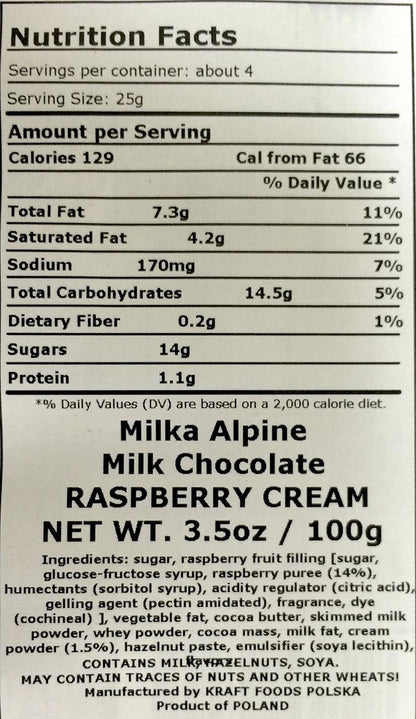 Nutrition Facts
Servings per container: about 4
Serving Size: 25g
Amount per Serving
Calories 129 Cal from Fat 66
% Daily Value *
Total Fat 7.3g 11%
Saturated Fat 4.2g 21%
Sodium 170mg 7%
Total Carbohydrates 14.5g 5%
Dietary Fiber 0.2g 1%
Sugars 14g
Protein 1.1g
*% Daily Values (DV) are based on a 2,000 calorie diet.
Milka Alpine
Milk Chocolate
RASPBERRY CREAM
NET WT. 3.5oz / 100g
Ingredients: sugar, raspberry fruit filling [sugar,
glucose-fructose syrup, raspberry puree (14%),
humectants (sorbitol syrup), acidity regulator (citric acid),
gelling agent (pectin amidated), fragrance, dye
(cochineal) ], vegetable fat, cocoa butter, skimmed milk
powder, whey powder, cocoa mass, milk fat, cream
powder (1.5%), hazelnut paste, emulsifier (soya lecithin),
flavour
CONTAINS MILK, HAZELNUTS, SOYA.
MAY CONTAIN TRACES OF NUTS AND OTHER WHEATS!
Manufactured by KRAFT FOODS POLSKA
Product of POLAND